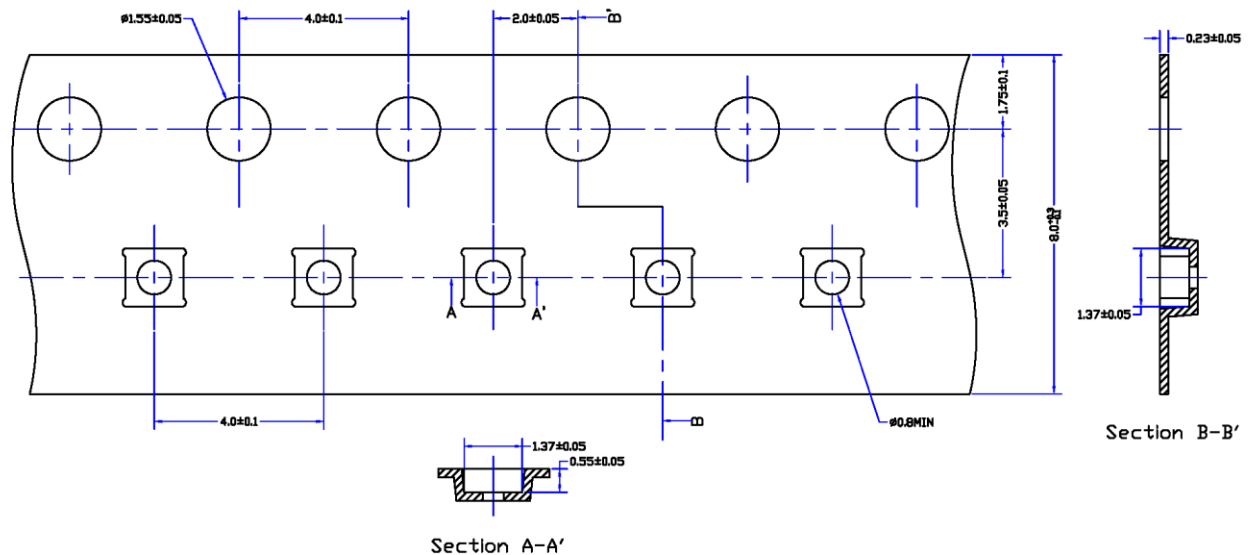 ø1.55±0.05
4.0±0.1
2.0±0.05
B'
0.23±0.05
1.75±0.1
3.5±0.05
1.37±0.05
A
A'
4.0±0.1
B
ø0.8MIN
Section B-B'
1.37±0.05
0.55±0.05
Section A-A'